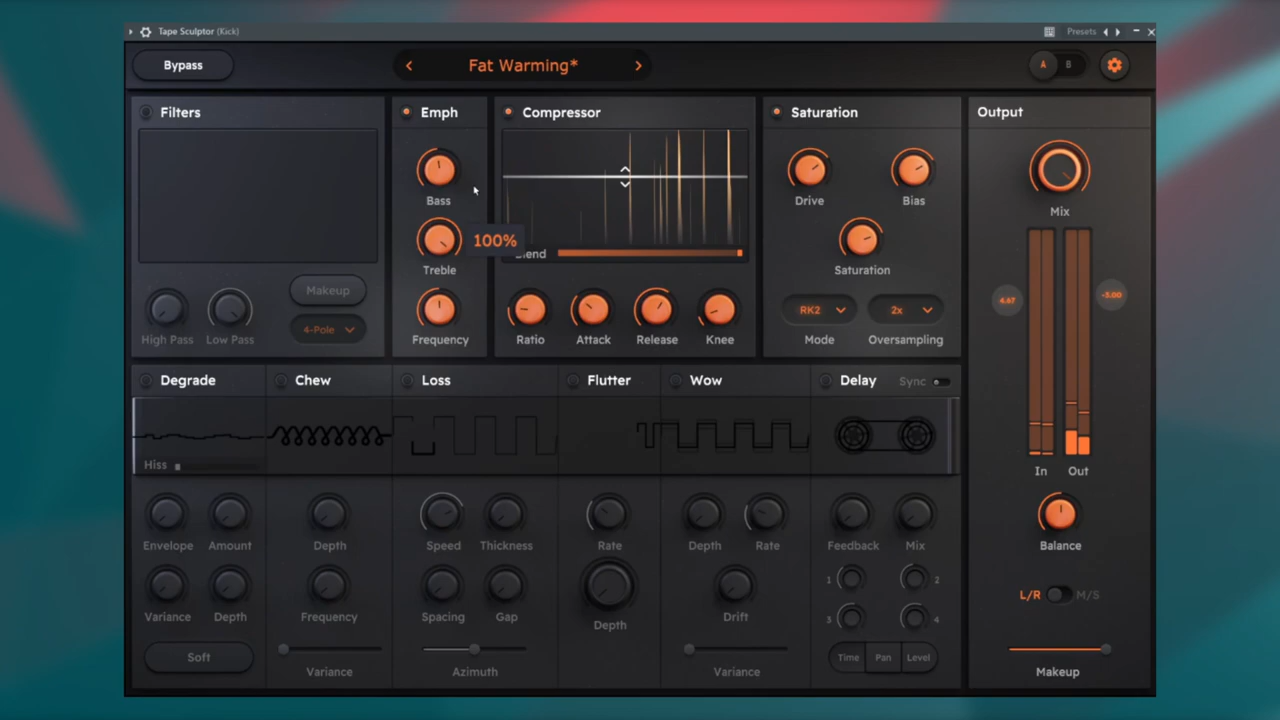 Tape Sculptor (Kick)
Presets
Bypass
Fat Warming*
A B
Filters
Emph
Compressor
Saturation
Output
Bass
Drive
Bias
Mix
100%
Treble
Saturation
Makeup
RK2
2x
4.67
-3.00
4-Pole
High Pass
Low Pass
Frequency
Ratio
Attack
Release
Knee
Mode
Oversampling
Degrade
Chew
Loss
Flutter
Wow
Delay
Sync
Hiss
In
Out
Envelope
Amount
Depth
Speed
Thickness
Rate
Depth
Rate
Feedback
Mix
Balance
1
2
Variance
Depth
Frequency
Spacing
Gap
Depth
Drift
3
4
L/R
M/S
Soft
Time
Pan
Level
Variance
Azimuth
Variance
Makeup